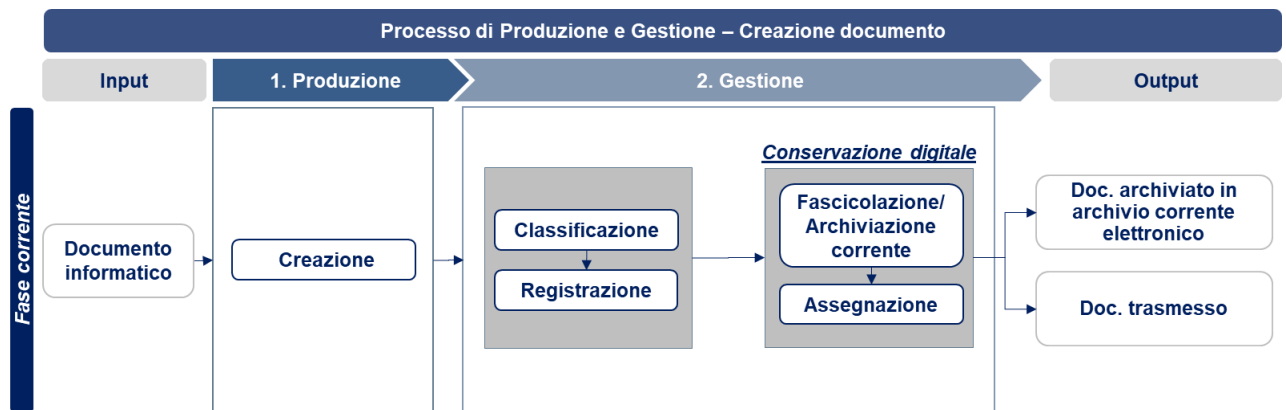 Processo di Produzione e Gestione – Creazione documento
Input
1. Produzione
2. Gestione
Output
Fase corrente
Documento
informatico
Creazione
Classificazione
Registrazione
Conservazione digitale
Fascicolazione/
Archiviazione
corrente
Assegnazione
Doc. archiviato in
archivio corrente
elettronico
Doc. trasmesso